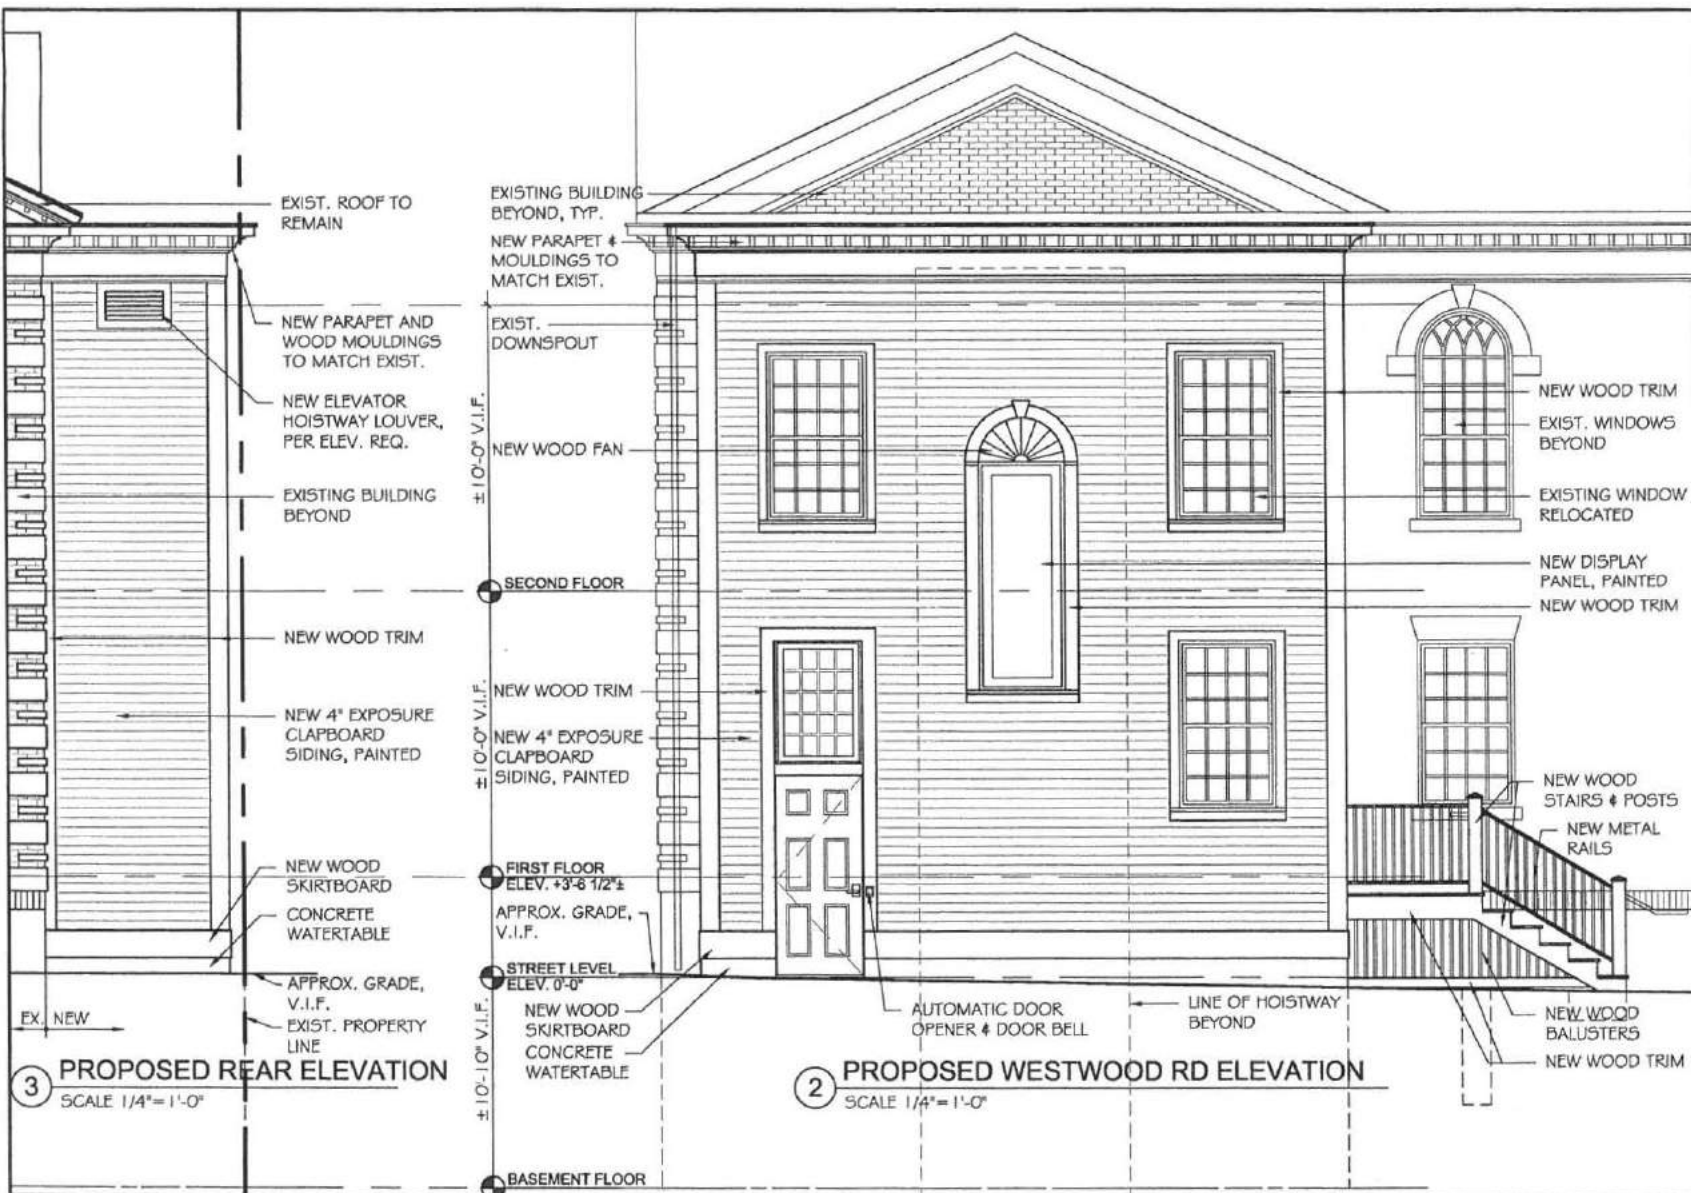 EXIST. ROOF TO
REMAIN
NEW PARAPET AND
WOOD MOULDINGS
TO MATCH EXIST.
NEW ELEVATOR
HOISTWAY LOUVER,
PER ELEV. REQ.
EXISTING BUILDING
BEYOND
NEW WOOD TRIM
NEW 4" EXPOSURE
CLAPBOARD
SIDING, PAINTED
NEW WOOD
SKIRTBOARD
CONCRETE
WATERTABLE
APPROX. GRADE,
V.I.F.
EXIST. PROPERTY
LINE
EX. NEW
3 PROPOSED REAR ELEVATION
SCALE 1/4"=1'-0"
±10'-0" V.I.F.
±10'-0" V.I.F.
±10'-10" V.I.F.
EXISTING BUILDING
BEYOND, TYP.
NEW PARAPET &
MOULDINGS TO
MATCH EXIST.
EXIST.
DOWNSPOUT
NEW WOOD FAN
SECOND FLOOR
NEW WOOD TRIM
NEW 4" EXPOSURE
CLAPBOARD
SIDING, PAINTED
FIRST FLOOR
ELEV. +3'-6 1/2"±
APPROX. GRADE,
V.I.F.
STREET LEVEL
ELEV. 0'-0"
NEW WOOD
SKIRTBOARD
CONCRETE
WATERTABLE
BASEMENT FLOOR
AUTOMATIC DOOR
OPENER & DOOR BELL
LINE OF HOISTWAY
BEYOND
2 PROPOSED WESTWOOD RD ELEVATION
SCALE 1/4"=1'-0"
NEW WOOD TRIM
EXIST. WINDOWS
BEYOND
EXISTING WINDOW
RELOCATED
NEW DISPLAY
PANEL, PAINTED
NEW WOOD TRIM
NEW WOOD
STAIRS & POSTS
NEW METAL
RAILS
NEW WOOD
BALUSTERS
NEW WOOD TRIM